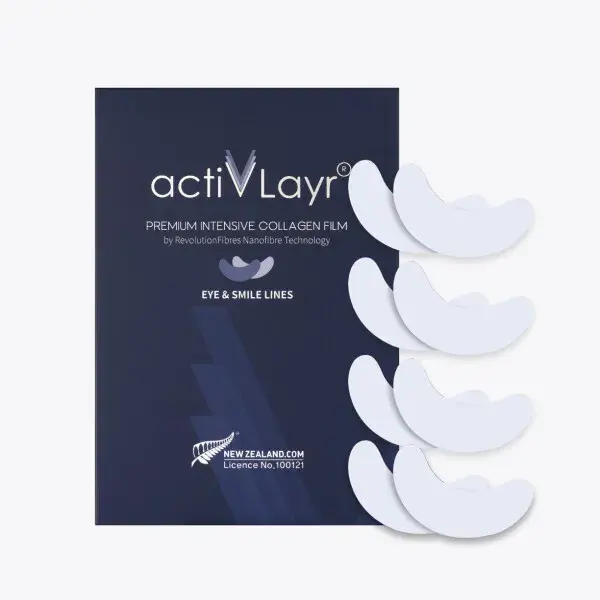 actiVLayr®
PREMIUM INTENSIVE COLLAGEN FILM
by RevolutionFibres Nanofibre Technology
EYE & SMILE LINES
NEW ZEALAND.COM
Licence No.100121